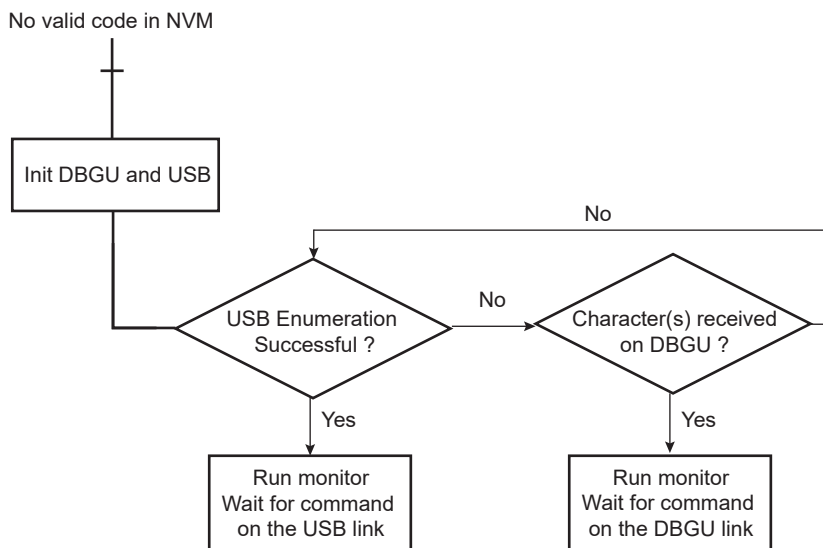 No valid code in NVM
Init DBGU and USB
No
USB Enumeration
Successful ?
No
Character(s) received
on DBGU ?
Yes
Yes
Run monitor
Wait for command
on the USB link
Run monitor
Wait for command
on the DBGU link